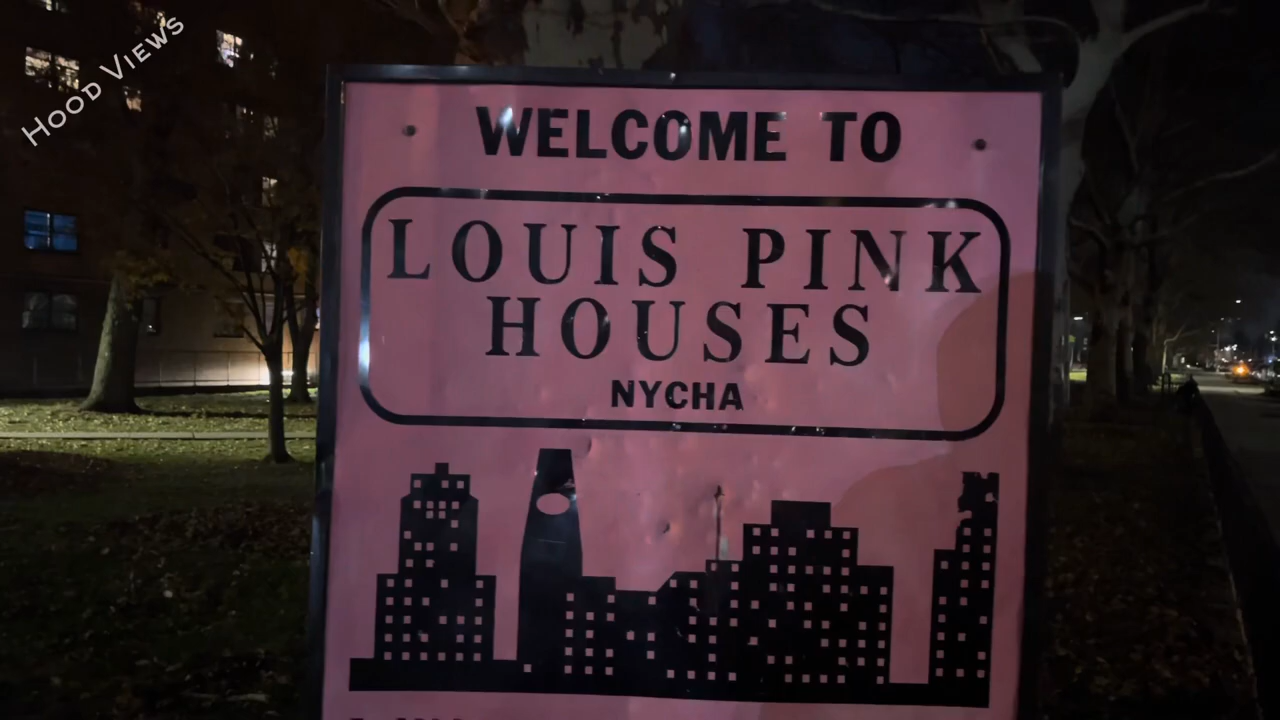 HOOD VIEWS
WELCOME TO
LOUIS PINK
HOUSES
NYCHA